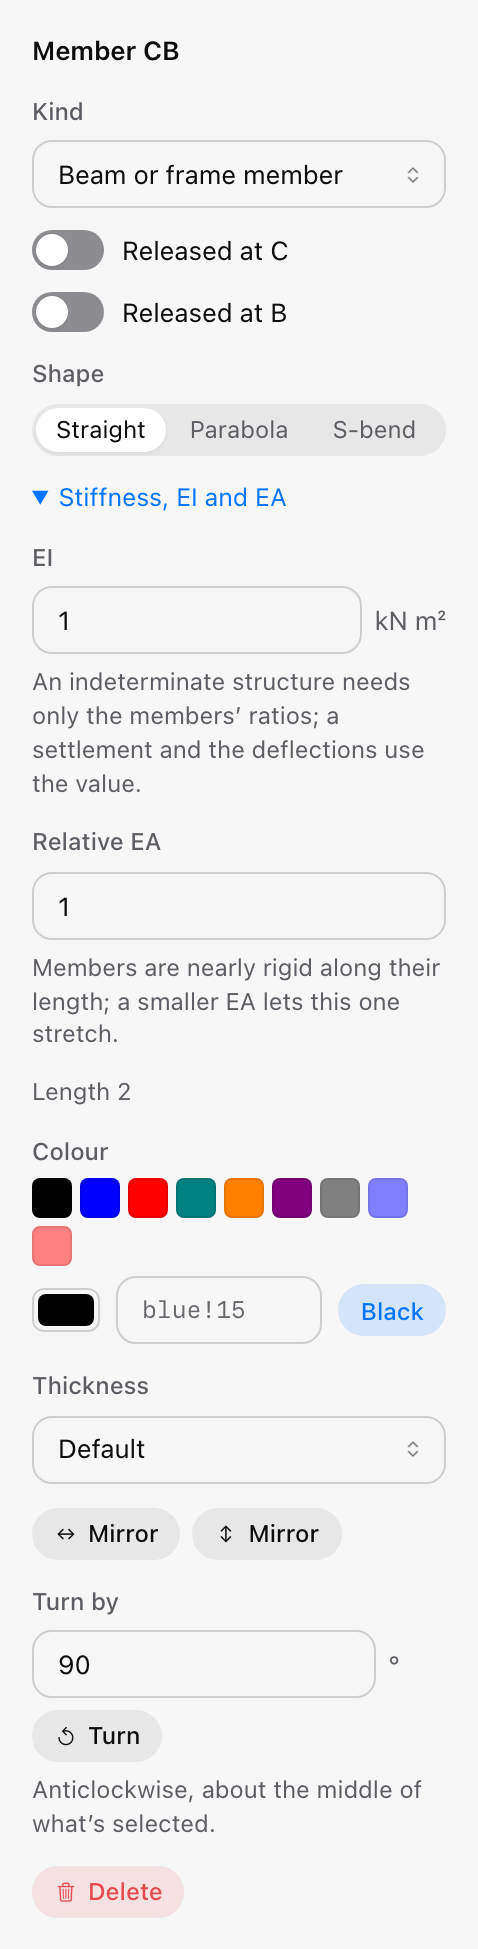 Member CB
Kind
Beam or frame member
Released at C
Released at B
Shape
Straight Parabola S-bend
▼ Stiffness, EI and EA
EI
1 kN m²
An indeterminate structure needs
only the members’ ratios; a
settlement and the deflections use
the value.
Relative EA
1
Members are nearly rigid along their
length; a smaller EA lets this one
stretch.
Length 2
Colour
blue!15 Black
Thickness
Default
↔ Mirror ↕ Mirror
Turn by
90 °
Turn
Anticlockwise, about the middle of
what’s selected.
Delete